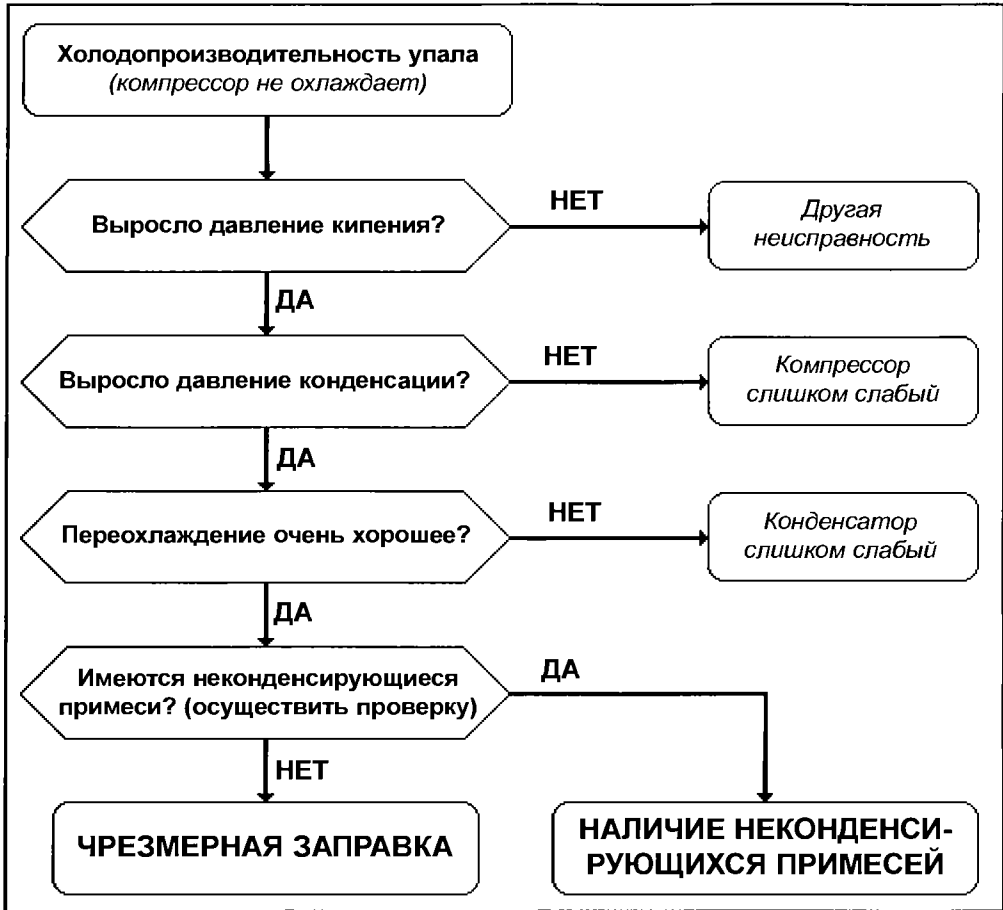 Холодопроизводительность упала
(компрессор не охлаждает)
Выросло давление кипения?
НЕТ
Другая
неисправность
ДА
Выросло давление конденсации?
НЕТ
Компрессор
слишком слабый
ДА
Переохлаждение очень хорошее?
НЕТ
Конденсатор
слишком слабый
ДА
Имеются неконденсирующиеся
примеси? (осуществить проверку)
ДА
НЕТ
ЧРЕЗМЕРНАЯ ЗАПРАВКА
НАЛИЧИЕ НЕКОНДЕНСИ-
РУЮЩИХСЯ ПРИМЕСЕЙ